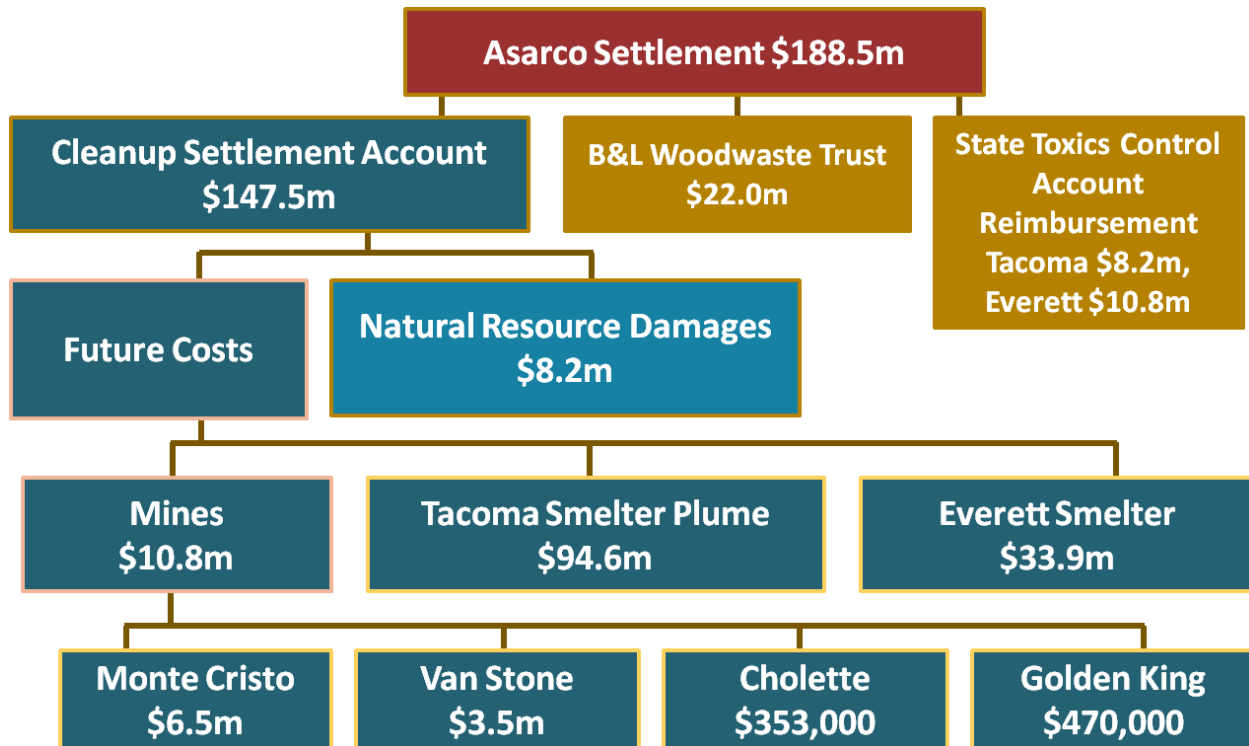 Asarco Settlement $188.5m
Cleanup Settlement Account
$147.5m
B&L Woodwaste Trust
$22.0m
State Toxics Control
Account
Reimbursement
Tacoma $8.2m,
Everett $10.8m
Future Costs
Natural Resource Damages
$8.2m
Mines
$10.8m
Tacoma Smelter Plume
$94.6m
Everett Smelter
$33.9m
Monte Cristo
$6.5m
Van Stone
$3.5m
Cholette
$353,000
Golden King
$470,000